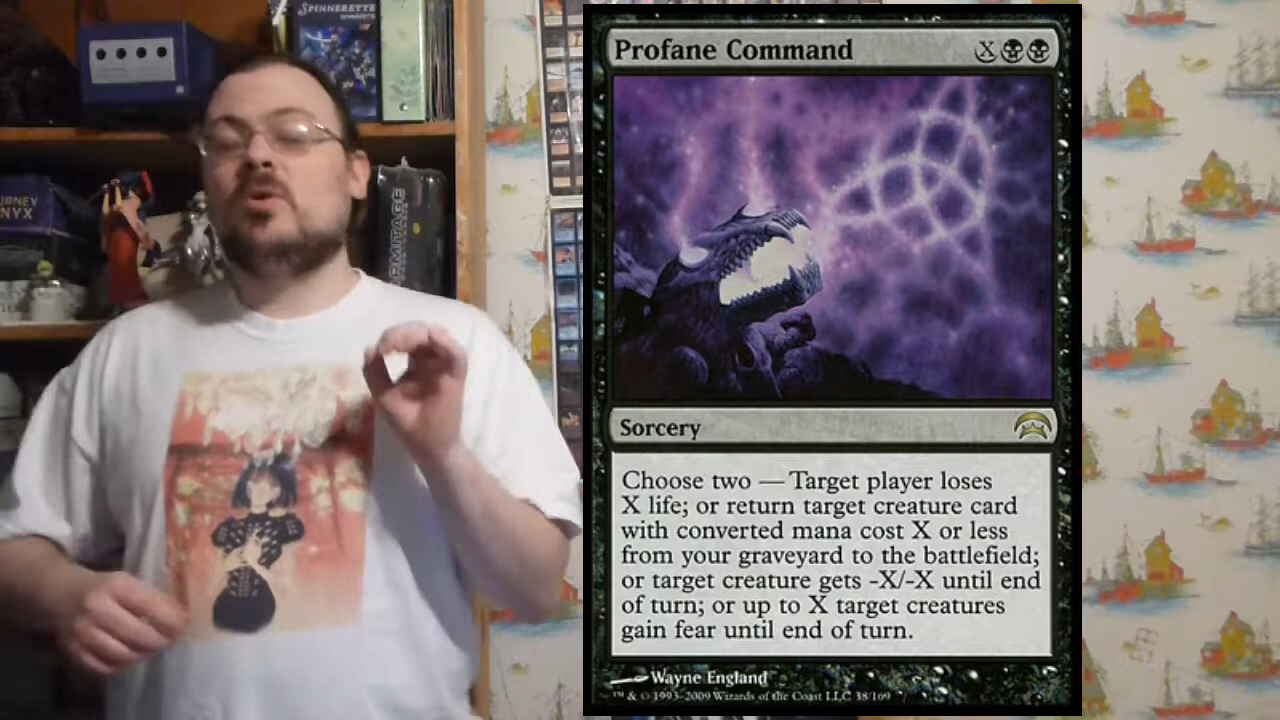 SPINNERETTE
JOURNEY
NYX
ARMITAGE
Profane Command
X
Sorcery
Choose two — Target player loses
X life; or return target creature card
with converted mana cost X or less
from your graveyard to the battlefield;
or target creature gets -X/-X until end
of turn; or up to X target creatures
gain fear until end of turn.
Wayne England
™ & © 1993–2009 Wizards of the Coast LLC 38/169